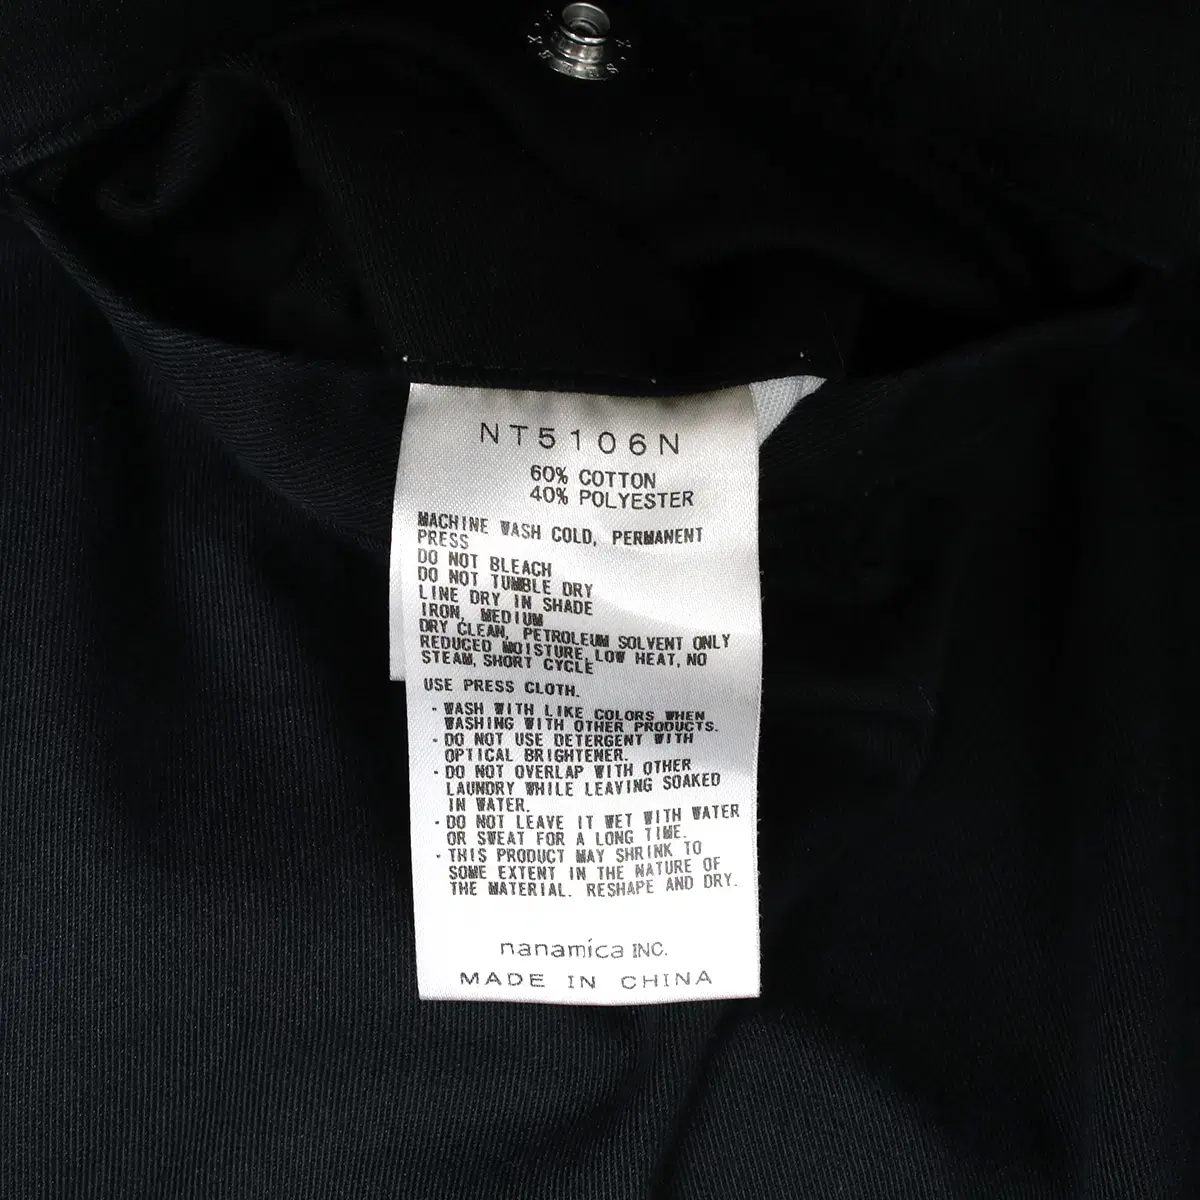 NT5106N
60% COTTON
40% POLYESTER
MACHINE WASH COLD, PERMANENT
PRESS
DO NOT BLEACH
DO NOT TUMBLE DRY
LINE DRY IN SHADE
IRON, MEDIUM
DRY CLEAN, PETROLEUM SOLVENT ONLY
REDUCED MOISTURE, LOW HEAT, NO
STEAM, SHORT CYCLE
USE PRESS CLOTH.
· WASH WITH LIKE COLORS WHEN
WASHING WITH OTHER PRODUCTS.
· DO NOT USE DETERGENT WITH
OPTICAL BRIGHTENER.
· DO NOT OVERLAP WITH OTHER
LAUNDRY WHILE LEAVING SOAKED
IN WATER.
· DO NOT LEAVE IT WET WITH WATER
OR SWEAT FOR A LONG TIME.
· THIS PRODUCT MAY SHRINK TO
SOME EXTENT IN THE NATURE OF
THE MATERIAL. RESHAPE AND DRY.
nanamica INC.
MADE IN CHINA